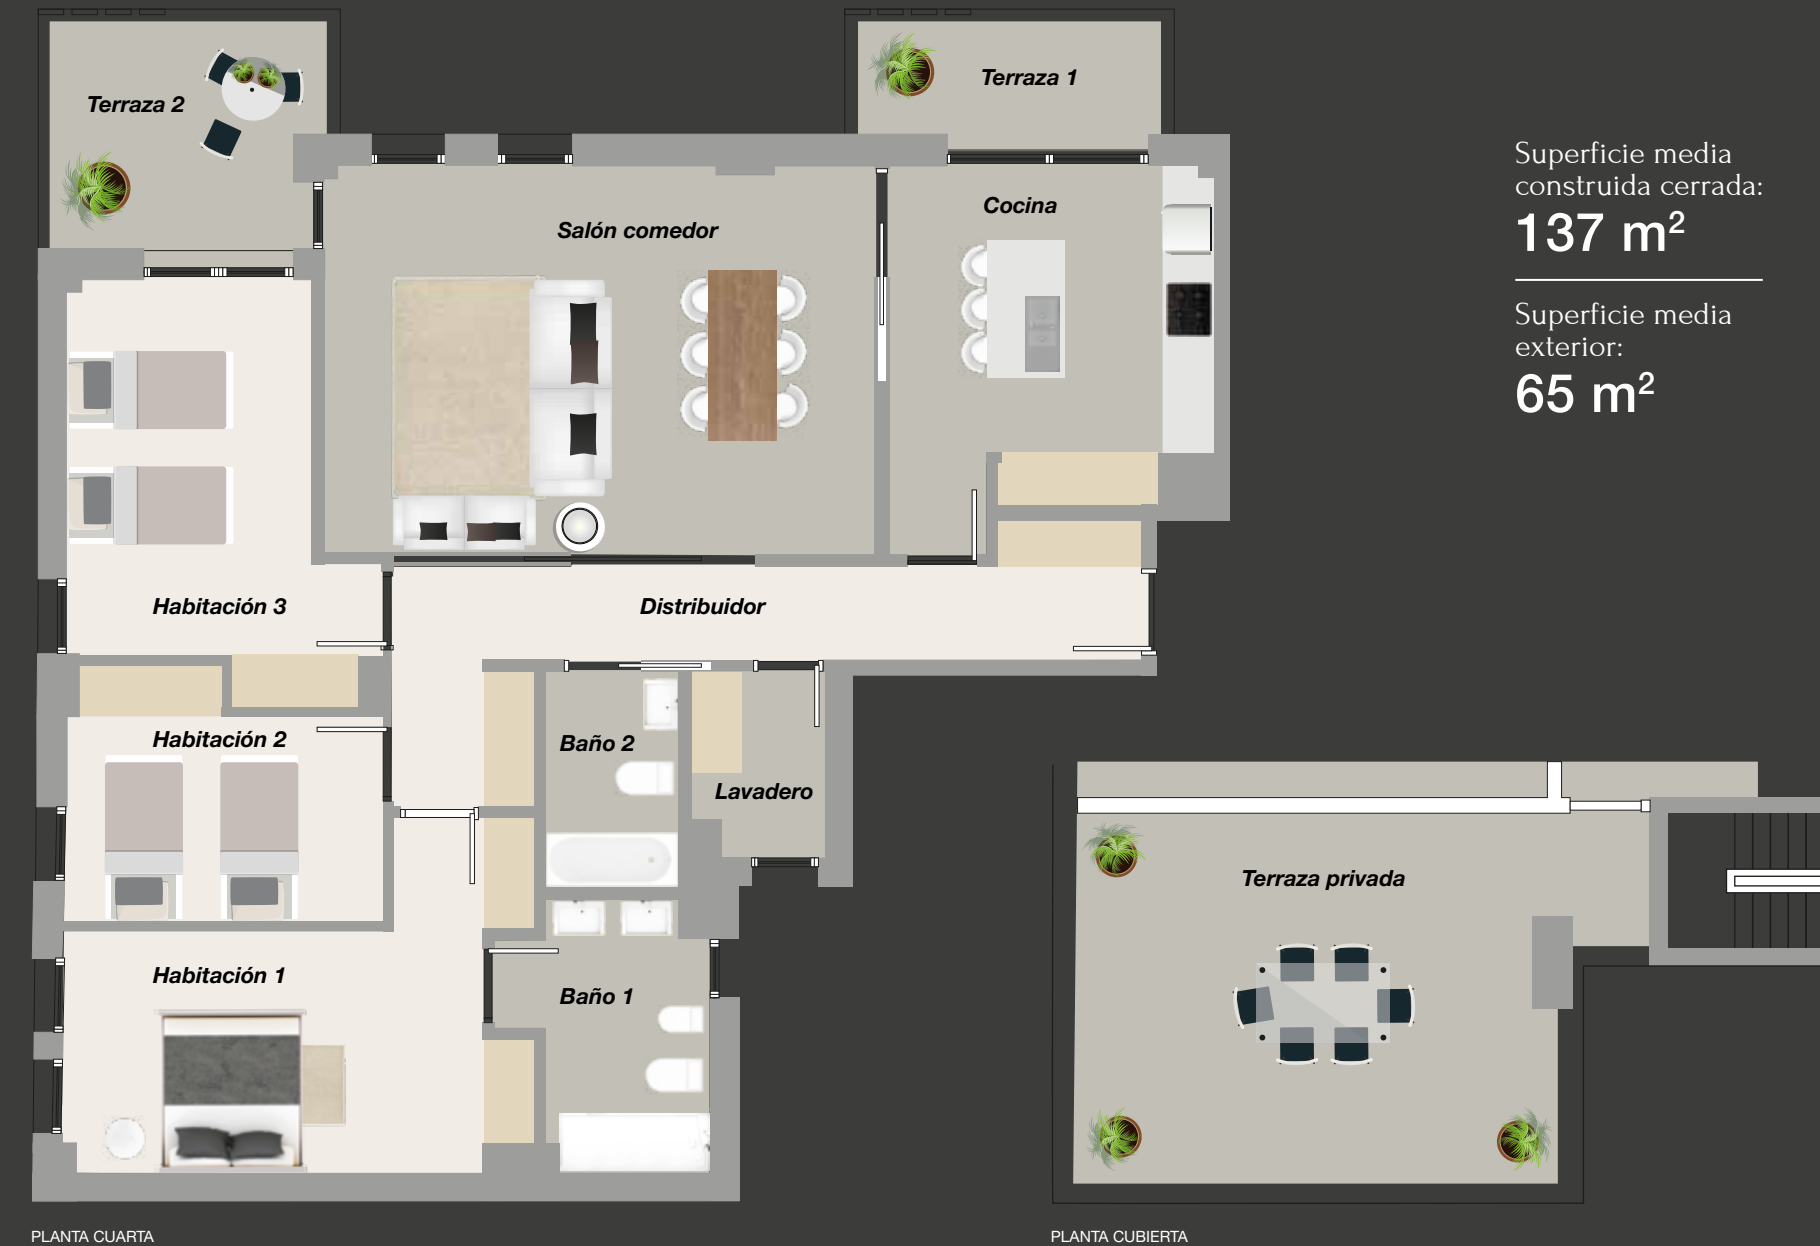 Terraza 2
Terraza 1
Salón comedor
Cocina
Superficie media
construida cerrada:
137 m²
Superficie media
exterior:
65 m²
Habitación 3
Distribuidor
Habitación 2
Baño 2
Lavadero
Terraza privada
Habitación 1
Baño 1
PLANTA CUARTA
PLANTA CUBIERTA